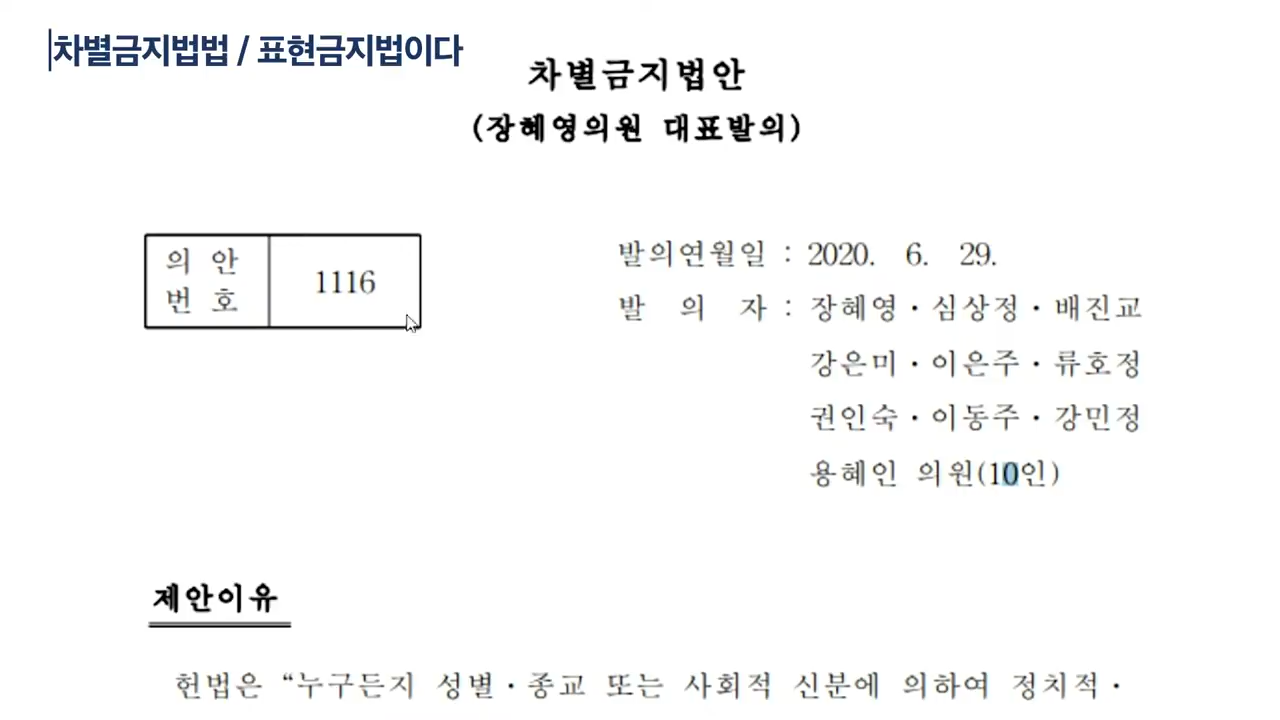 차별금지법법 / 표현금지법이다
차별금지법안
(장혜영의원 대표발의)
의 안
번 호
1116
발의연월일 : 2020. 6. 29.
발 의 자 : 장혜영·심상정·배진교
강은미·이은주·류호정
권인숙·이동주·강민정
용혜인 의원(10인)
제안이유
헌법은 “누구든지 성별·종교 또는 사회적 신분에 의하여 정치적·